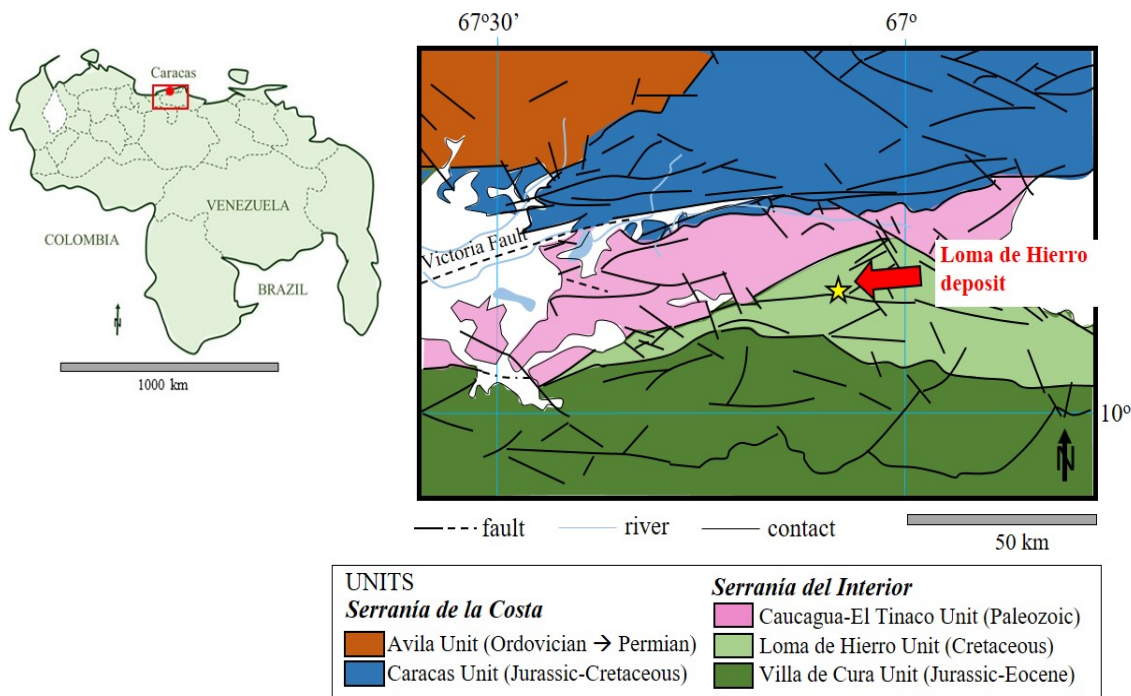 Caracas
VENEZUELA
COLOMBIA
BRAZIL
N
1000 km
67º30’
67º
Victoria Fault
Loma de Hierro
deposit
10º
N
fault
river
contact
50 km
UNITS
Serranía de la Costa
Avila Unit (Ordovician → Permian)
Caracas Unit (Jurassic-Cretaceous)
Serranía del Interior
Caucagua-El Tinaco Unit (Paleozoic)
Loma de Hierro Unit (Cretaceous)
Villa de Cura Unit (Jurassic-Eocene)